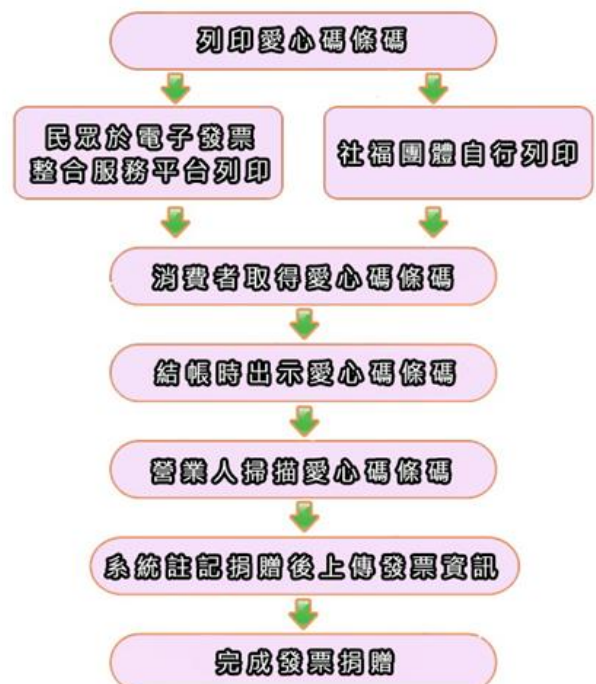 列印愛心碼條碼
民眾於電子發票
整合服務平台列印
社福團體自行列印
消費者取得愛心碼條碼
結帳時出示愛心碼條碼
營業人掃描愛心碼條碼
系統註記捐贈後上傳發票資訊
完成發票捐贈